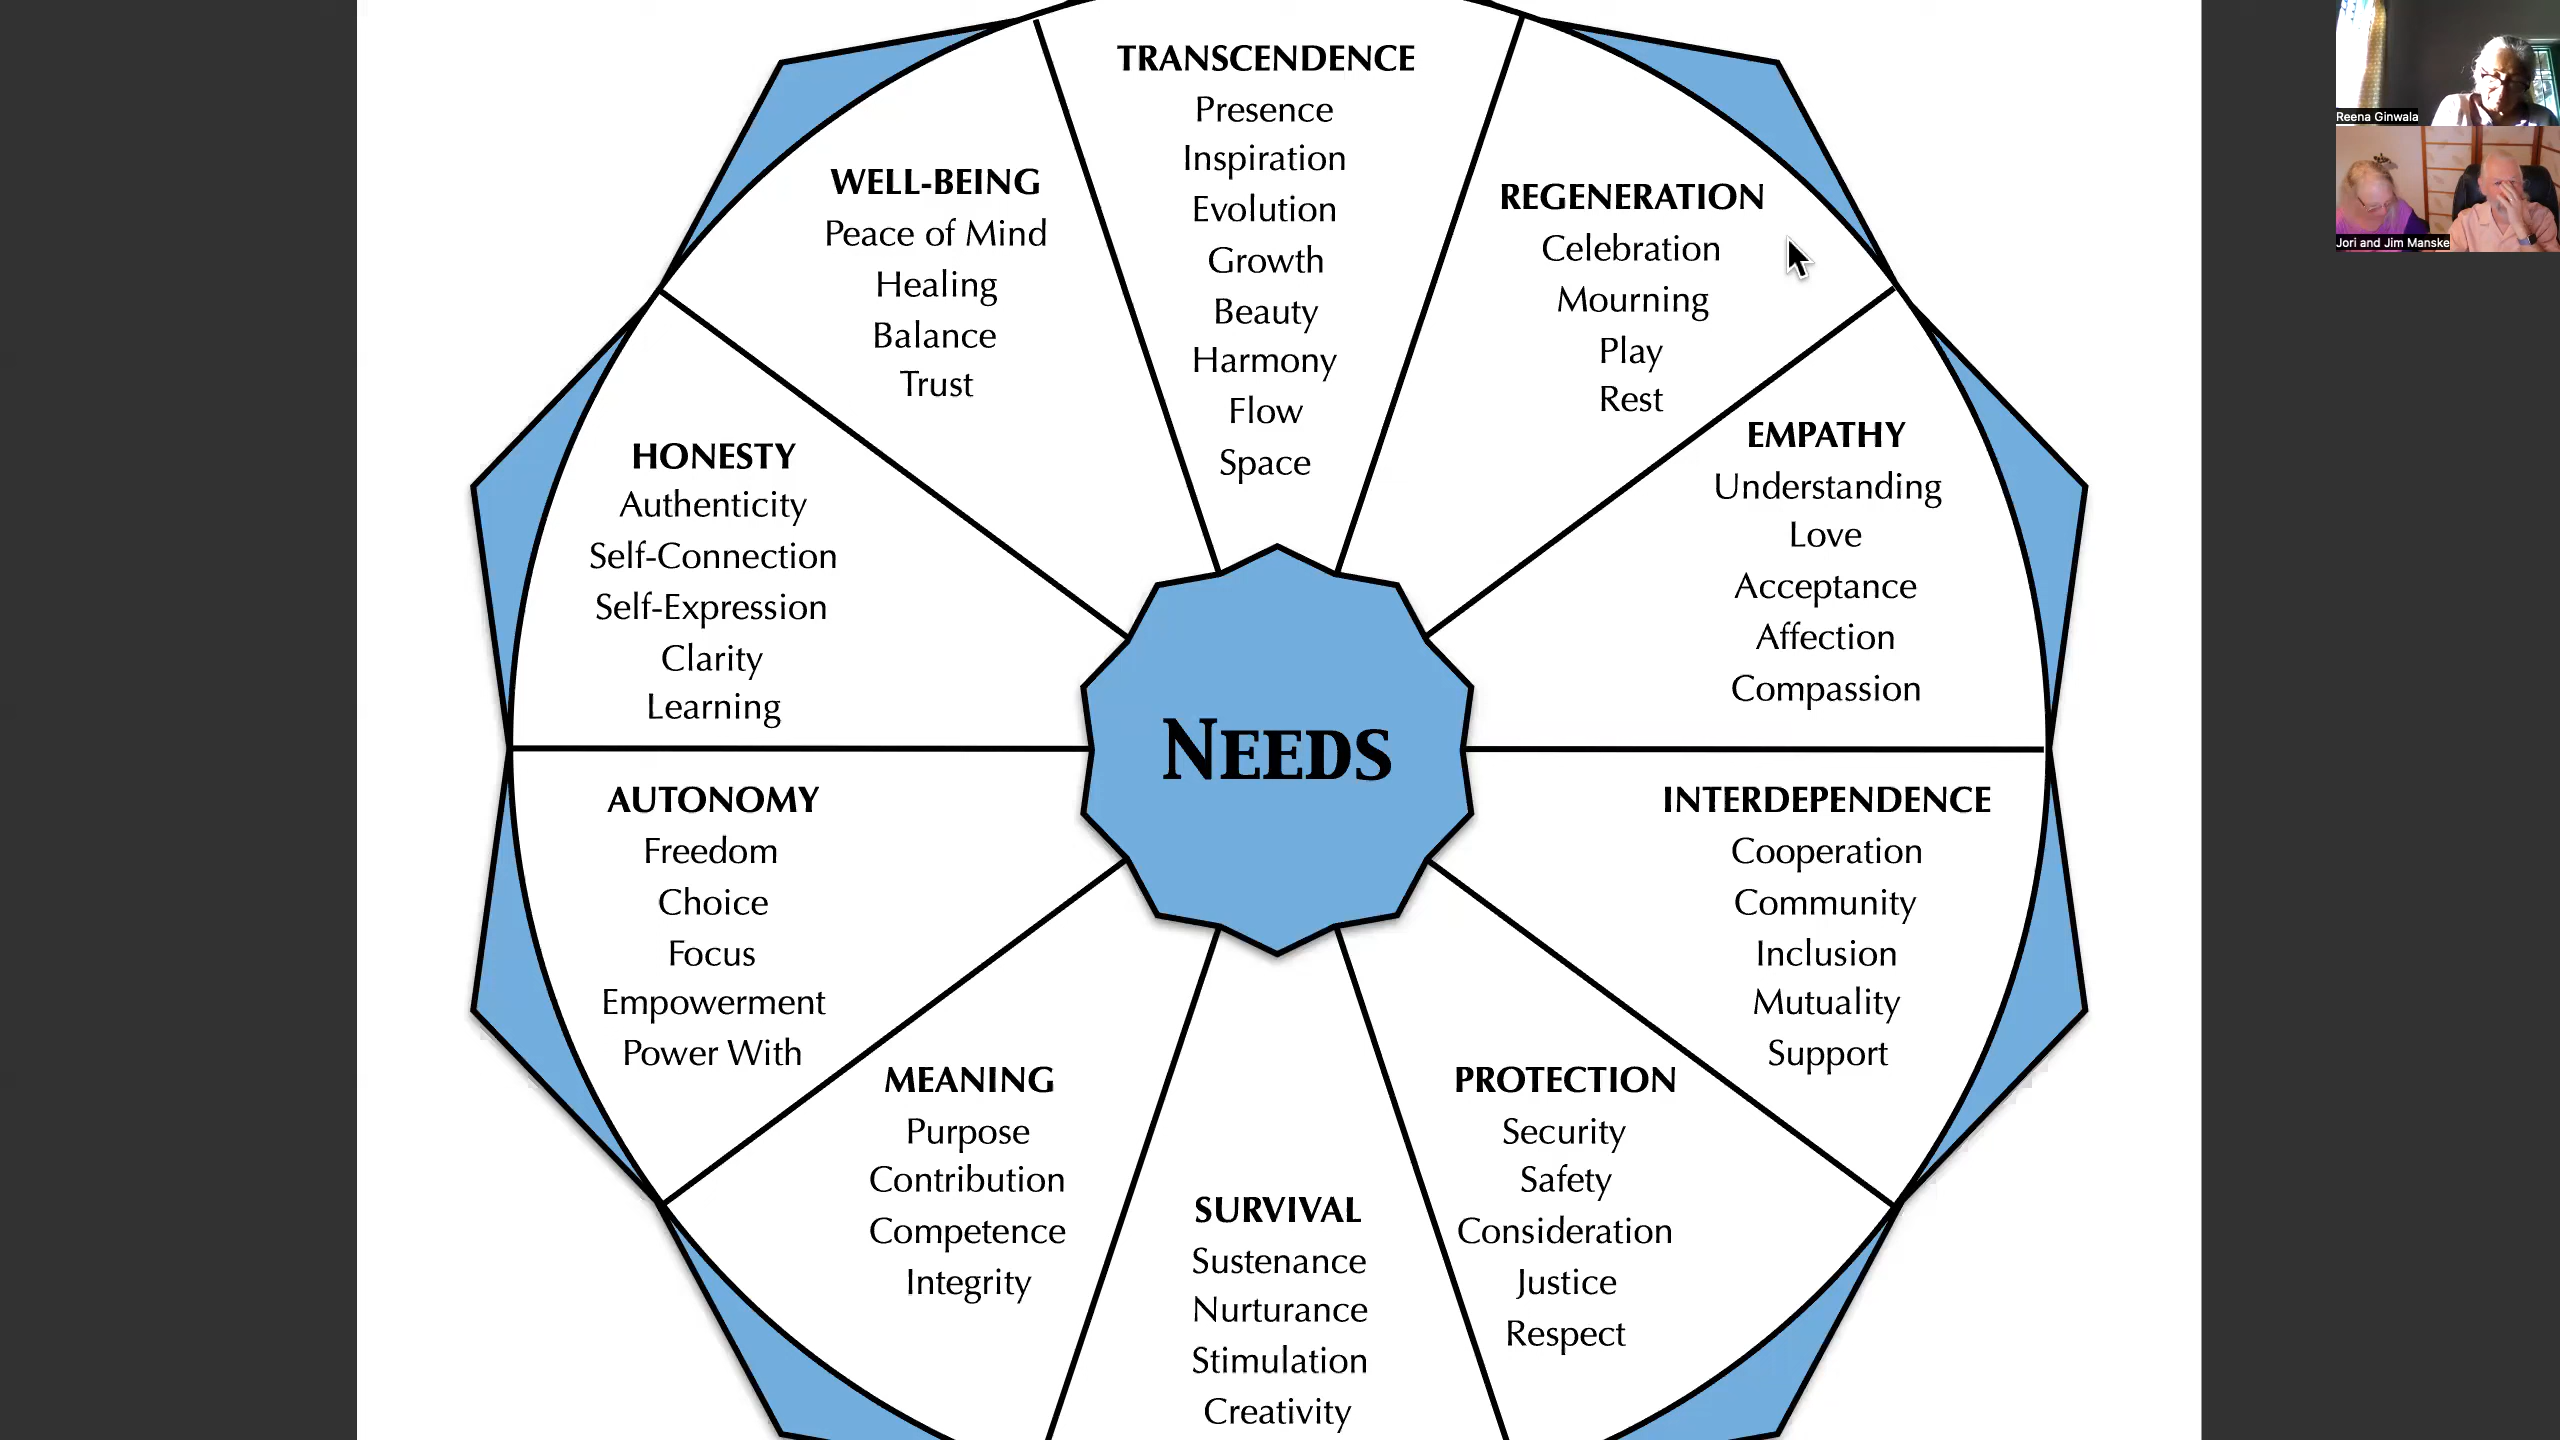 TRANSCENDENCE
Presence
Inspiration
Evolution
Growth
Beauty
Harmony
Flow
Space
REGENERATION
Celebration
Mourning
Play
Rest
EMPATHY
Understanding
Love
Acceptance
Affection
Compassion
INTERDEPENDENCE
Cooperation
Community
Inclusion
Mutuality
Support
PROTECTION
Security
Safety
Consideration
Justice
Respect
SURVIVAL
Sustenance
Nurturance
Stimulation
Creativity
MEANING
Purpose
Contribution
Competence
Integrity
AUTONOMY
Freedom
Choice
Focus
Empowerment
Power With
HONESTY
Authenticity
Self-Connection
Self-Expression
Clarity
Learning
WELL-BEING
Peace of Mind
Healing
Balance
Trust
NEEDS
Reena Ginwala
Jori and Jim Manske